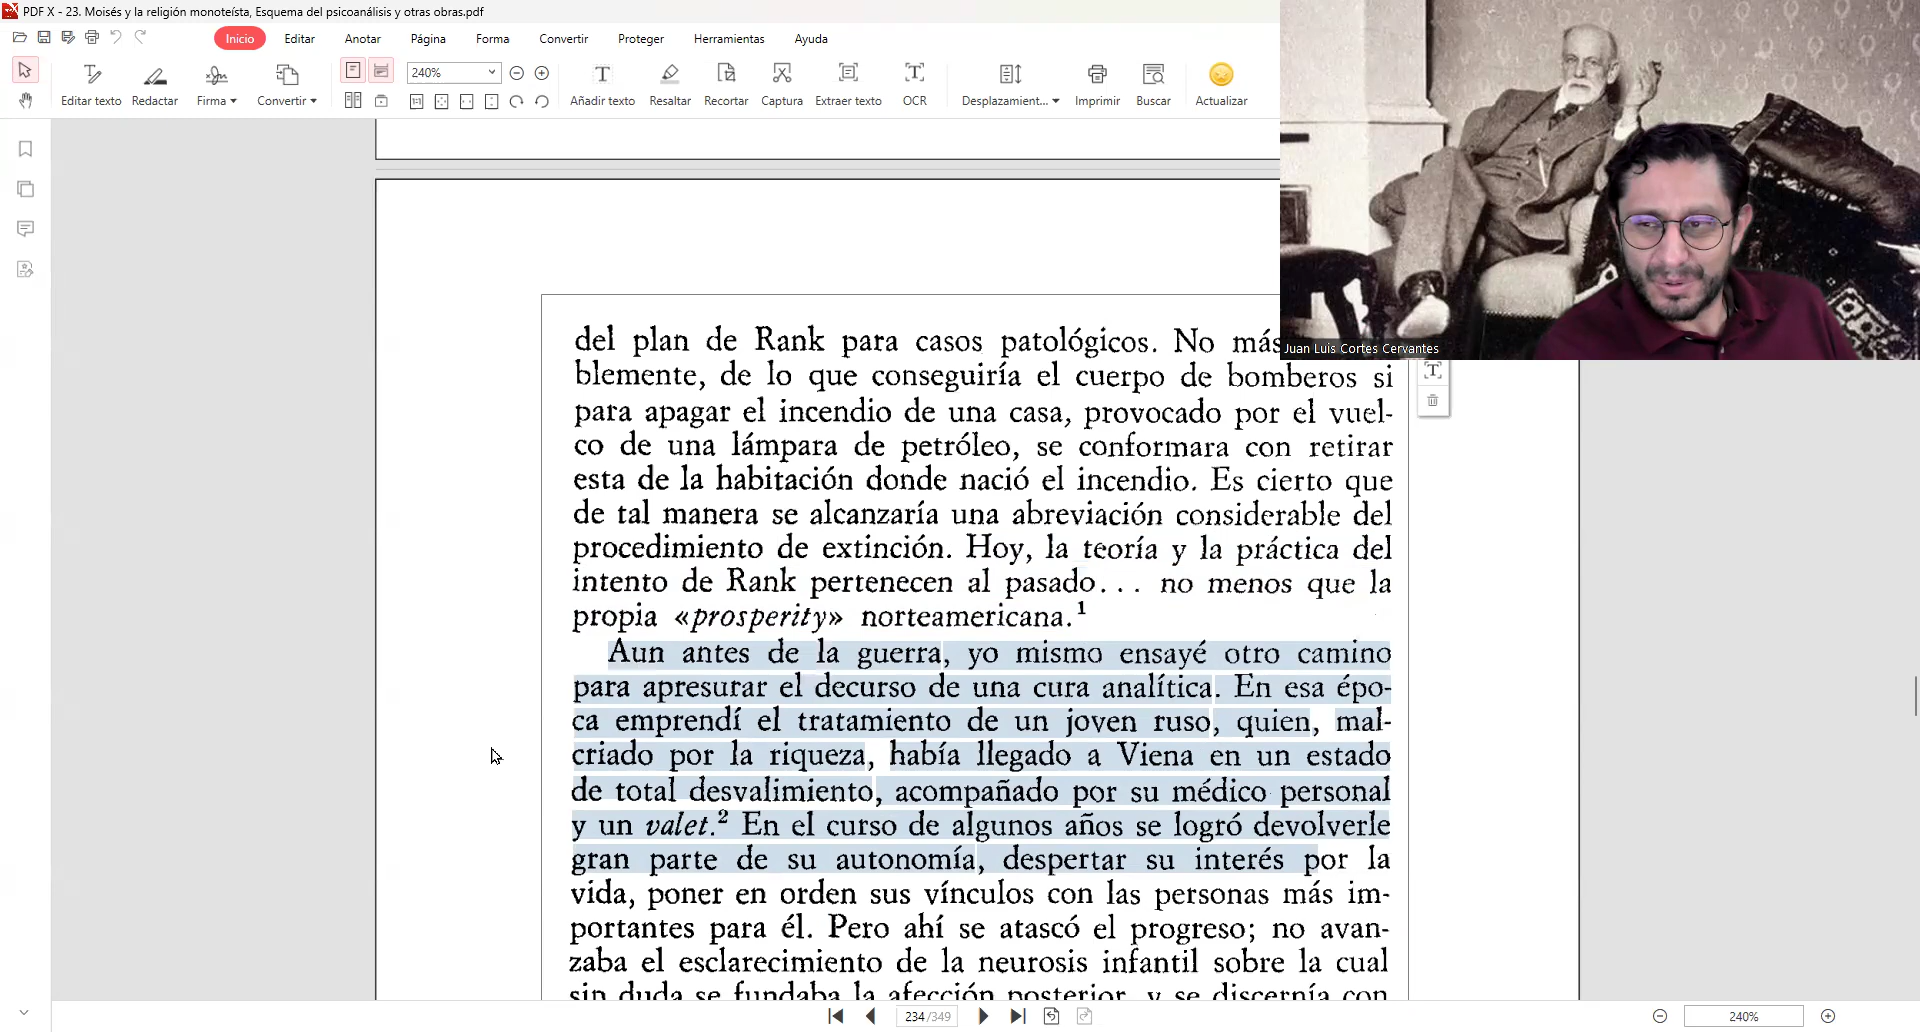 PDF X - 23. Moisés y la religión monoteísta, Esquema del psicoanálisis y otras obras.pdf
Inicio Editar Anotar Página Forma Convertir Proteger Herramientas Ayuda
240%
Editar texto Redactar Firma Convertir Añadir texto Resaltar Recortar Captura Extraer texto OCR Desplazamient... Imprimir Buscar Actualizar
Juan Luis Cortes Cervantes
del plan de Rank para casos patológicos. No más
blemente, de lo que conseguiría el cuerpo de bomberos si
para apagar el incendio de una casa, provocado por el vuel-
co de una lámpara de petróleo, se conformara con retirar
esta de la habitación donde nació el incendio. Es cierto que
de tal manera se alcanzaría una abreviación considerable del
procedimiento de extinción. Hoy, la teoría y la práctica del
intento de Rank pertenecen al pasado... no menos que la
propia «prosperity» norteamericana.1
Aun antes de la guerra, yo mismo ensayé otro camino
para apresurar el decurso de una cura analítica. En esa épo-
ca emprendí el tratamiento de un joven ruso, quien, mal-
criado por la riqueza, había llegado a Viena en un estado
de total desvalimiento, acompañado por su médico personal
y un valet.2 En el curso de algunos años se logró devolverle
gran parte de su autonomía, despertar su interés por la
vida, poner en orden sus vínculos con las personas más im-
portantes para él. Pero ahí se atascó el progreso; no avan-
zaba el esclarecimiento de la neurosis infantil sobre la cual
sin duda se fundaba la afección posterior, y se discernía con
234/349
240%